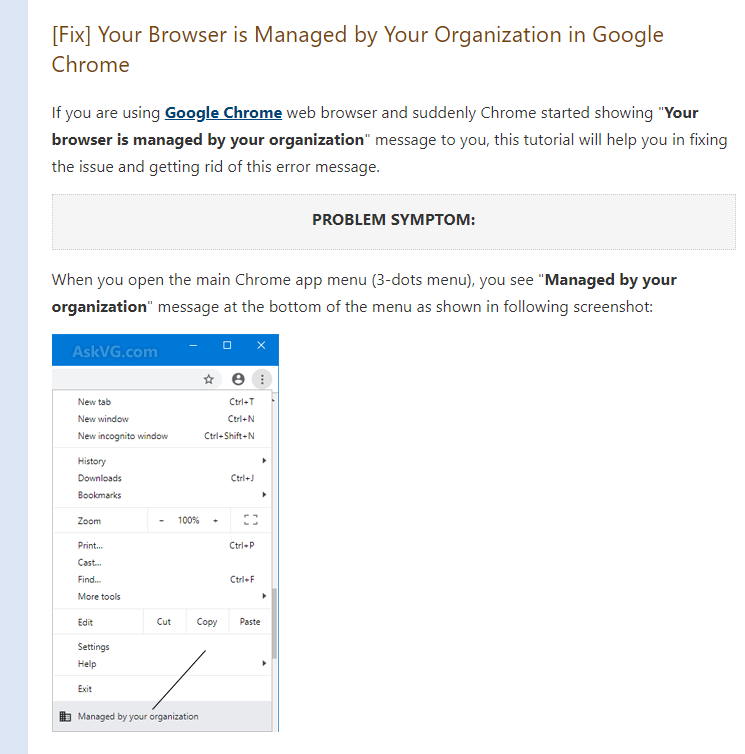 [Fix] Your Browser is Managed by Your Organization in Google
Chrome
If you are using Google Chrome web browser and suddenly Chrome started showing "Your
browser is managed by your organization" message to you, this tutorial will help you in fixing
the issue and getting rid of this error message.
PROBLEM SYMPTOM:
When you open the main Chrome app menu (3-dots menu), you see "Managed by your
organization" message at the bottom of the menu as shown in following screenshot:
AskVG.com
New tab Ctrl+T
New window Ctrl+N
New incognito window Ctrl+Shift+N
History
Downloads Ctrl+J
Bookmarks
Zoom - 100% +
Print... Ctrl+P
Cast...
Find... Ctrl+F
More tools
Edit Cut Copy Paste
Settings
Help
Exit
Managed by your organization